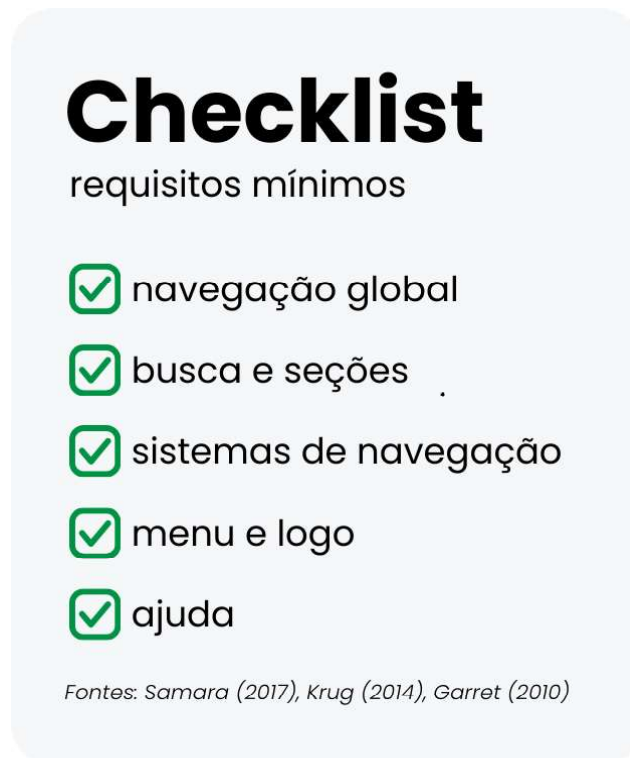 Checklist
requisitos mínimos
navegação global
busca e seções
sistemas de navegação
menu e logo
ajuda
Fontes: Samara (2017), Krug (2014), Garret (2010)